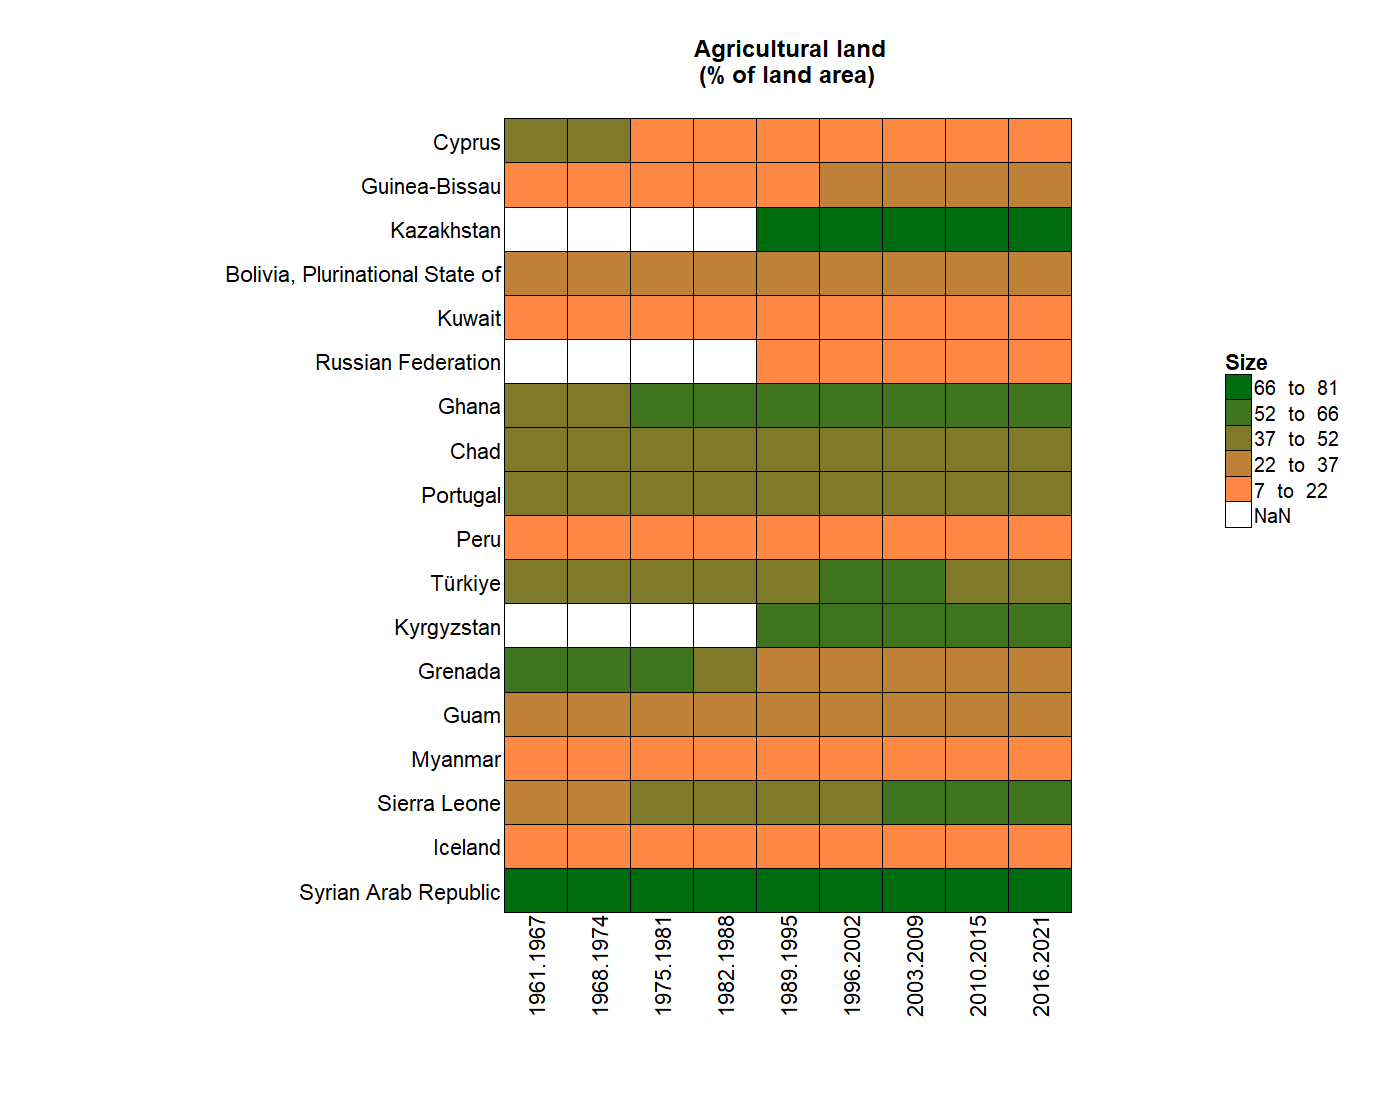 Agricultural land
(% of land area)
Cyprus
Guinea-Bissau
Kazakhstan
Bolivia, Plurinational State of
Kuwait
Russian Federation
Ghana
Chad
Portugal
Peru
Türkiye
Kyrgyzstan
Grenada
Guam
Myanmar
Sierra Leone
Iceland
Syrian Arab Republic
1961.1967
1968.1974
1975.1981
1982.1988
1989.1995
1996.2002
2003.2009
2010.2015
2016.2021
Size
66 to 81
52 to 66
37 to 52
22 to 37
7 to 22
NaN